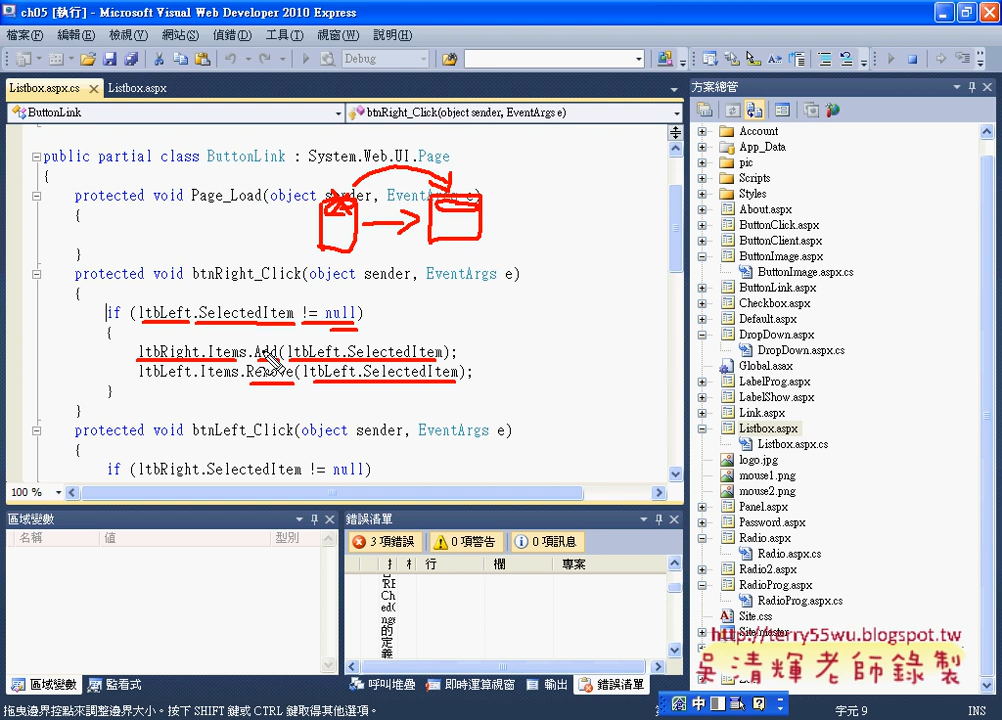 ch05 [執行] - Microsoft Visual Web Developer 2010 Express
檔案(F) 編輯(E) 檢視(V) 網站(S) 偵錯(D) 工具(T) 視窗(W) 說明(H)
Debug
Listbox.aspx.cs Listbox.aspx
ButtonLink btnRight_Click(object sender, EventArgs e)
public partial class ButtonLink : System.Web.UI.Page
{
protected void Page_Load(object sender, EventArgs e)
{
}
protected void btnRight_Click(object sender, EventArgs e)
{
if (ltbLeft.SelectedItem != null)
{
ltbRight.Items.Add(ltbLeft.SelectedItem);
ltbLeft.Items.Remove(ltbLeft.SelectedItem);
}
}
protected void btnLeft_Click(object sender, EventArgs e)
{
if (ltbRight.SelectedItem != null)
100 %
區域變數
名稱 值 型別
錯誤清單
3 項錯誤 0 項警告 0 項訊息
行 欄 專案
Ch
ed(
的
定
義
區域變數 監看式
呼叫堆疊 即時運算視窗 輸出 錯誤清單
方案總管
Account
App_Data
pic
Scripts
Styles
About.aspx
ButtonClick.aspx
ButtonClient.aspx
ButtonImage.aspx
ButtonImage.aspx.cs
ButtonLink.aspx
Checkbox.aspx
Default.aspx
DropDown.aspx
DropDown.aspx.cs
Global.asax
LabelProg.aspx
LabelShow.aspx
Link.aspx
Listbox.aspx
Listbox.aspx.cs
logo.jpg
mouse1.png
mouse2.png
Panel.aspx
Password.aspx
Radio.aspx
Radio.aspx.cs
Radio2.aspx
RadioProg.aspx
RadioProg.aspx.cs
Site.css
Site.master
http://terry55wu.blogspot.tw
吳清輝老師錄製
中
拖曳邊界控點來調整邊界大小。按下 SHIFT 鍵或 CTRL 鍵取得其他選項。
字元 9
INS